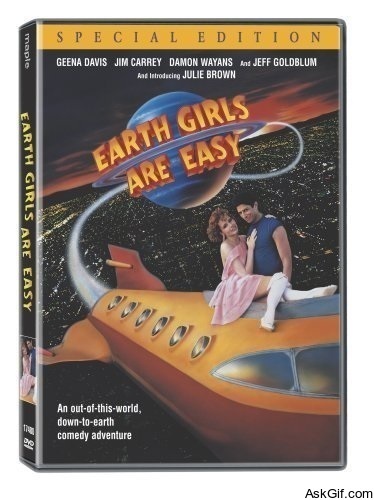 maple
SPECIAL EDITION
GEENA DAVIS JIM CARREY DAMON WAYANS And JEFF GOLDBLUM
And Introducing JULIE BROWN
EARTH GIRLS
ARE EASY
EARTH GIRLS ARE EASY
An out-of-this-world,
down-to-earth
comedy adventure
DVD
AskGif.com